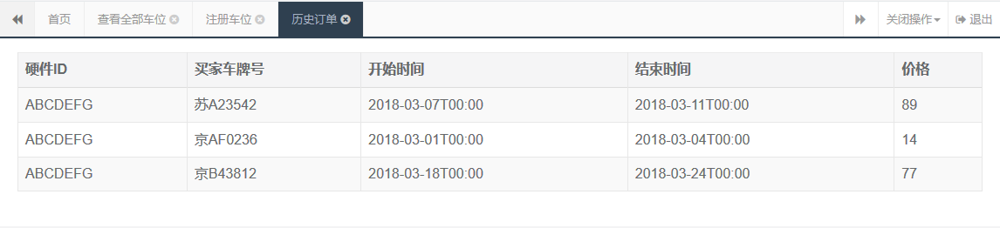 首页 查看全部车位 注册车位 历史订单 关闭操作 退出
硬件ID 买家车牌号 开始时间 结束时间 价格
ABCDEFG 苏A23542 2018-03-07T00:00 2018-03-11T00:00 89
ABCDEFG 京AF0236 2018-03-01T00:00 2018-03-04T00:00 14
ABCDEFG 京B43812 2018-03-18T00:00 2018-03-24T00:00 77